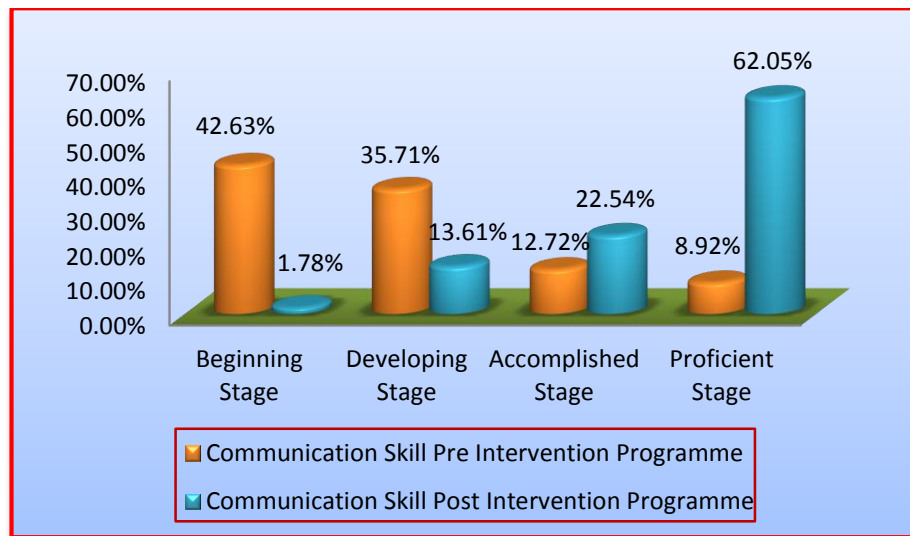 70.00%
60.00%
50.00%
40.00%
30.00%
20.00%
10.00%
0.00%
42.63%
1.78%
35.71%
13.61%
12.72%
22.54%
8.92%
62.05%
Beginning
Stage
Developing
Stage
Accomplished
Stage
Proficient
Stage
Communication Skill Pre Intervention Programme
Communication Skill Post Intervention Programme